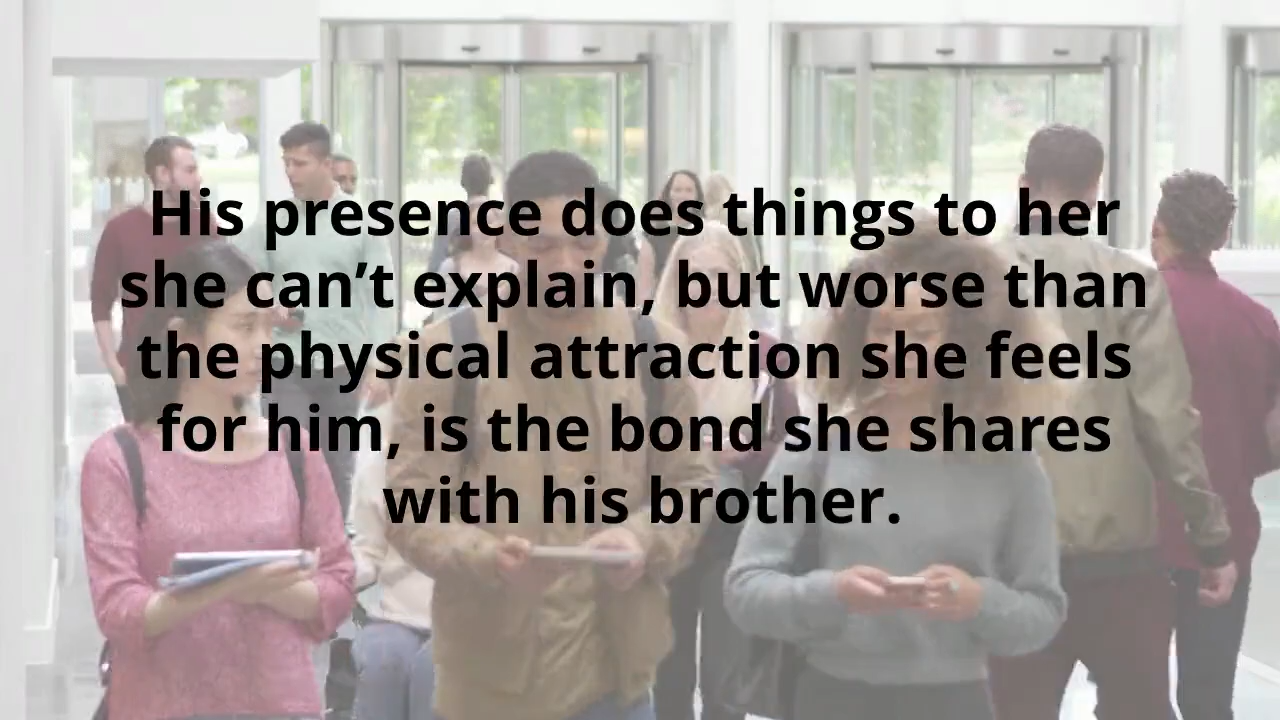 His presence does things to her
she can’t explain, but worse than
the physical attraction she feels
for him, is the bond she shares
with his brother.